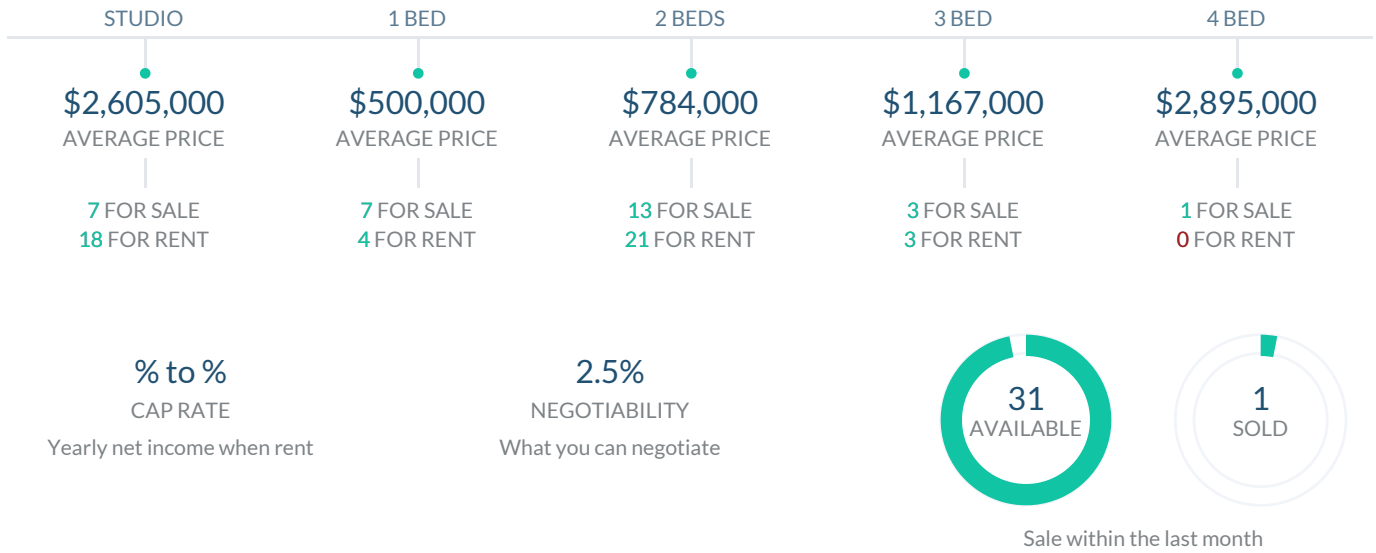 STUDIO
1 BED
2 BEDS
3 BED
4 BED
$2,605,000
$500,000
$784,000
$1,167,000
$2,895,000
AVERAGE PRICE
AVERAGE PRICE
AVERAGE PRICE
AVERAGE PRICE
AVERAGE PRICE
7 FOR SALE
7 FOR SALE
13 FOR SALE
3 FOR SALE
1 FOR SALE
18 FOR RENT
4 FOR RENT
21 FOR RENT
3 FOR RENT
0 FOR RENT
% to %
CAP RATE
Yearly net income when rent
2.5%
NEGOTIABILITY
What you can negotiate
31
AVAILABLE
1
SOLD
Sale within the last month